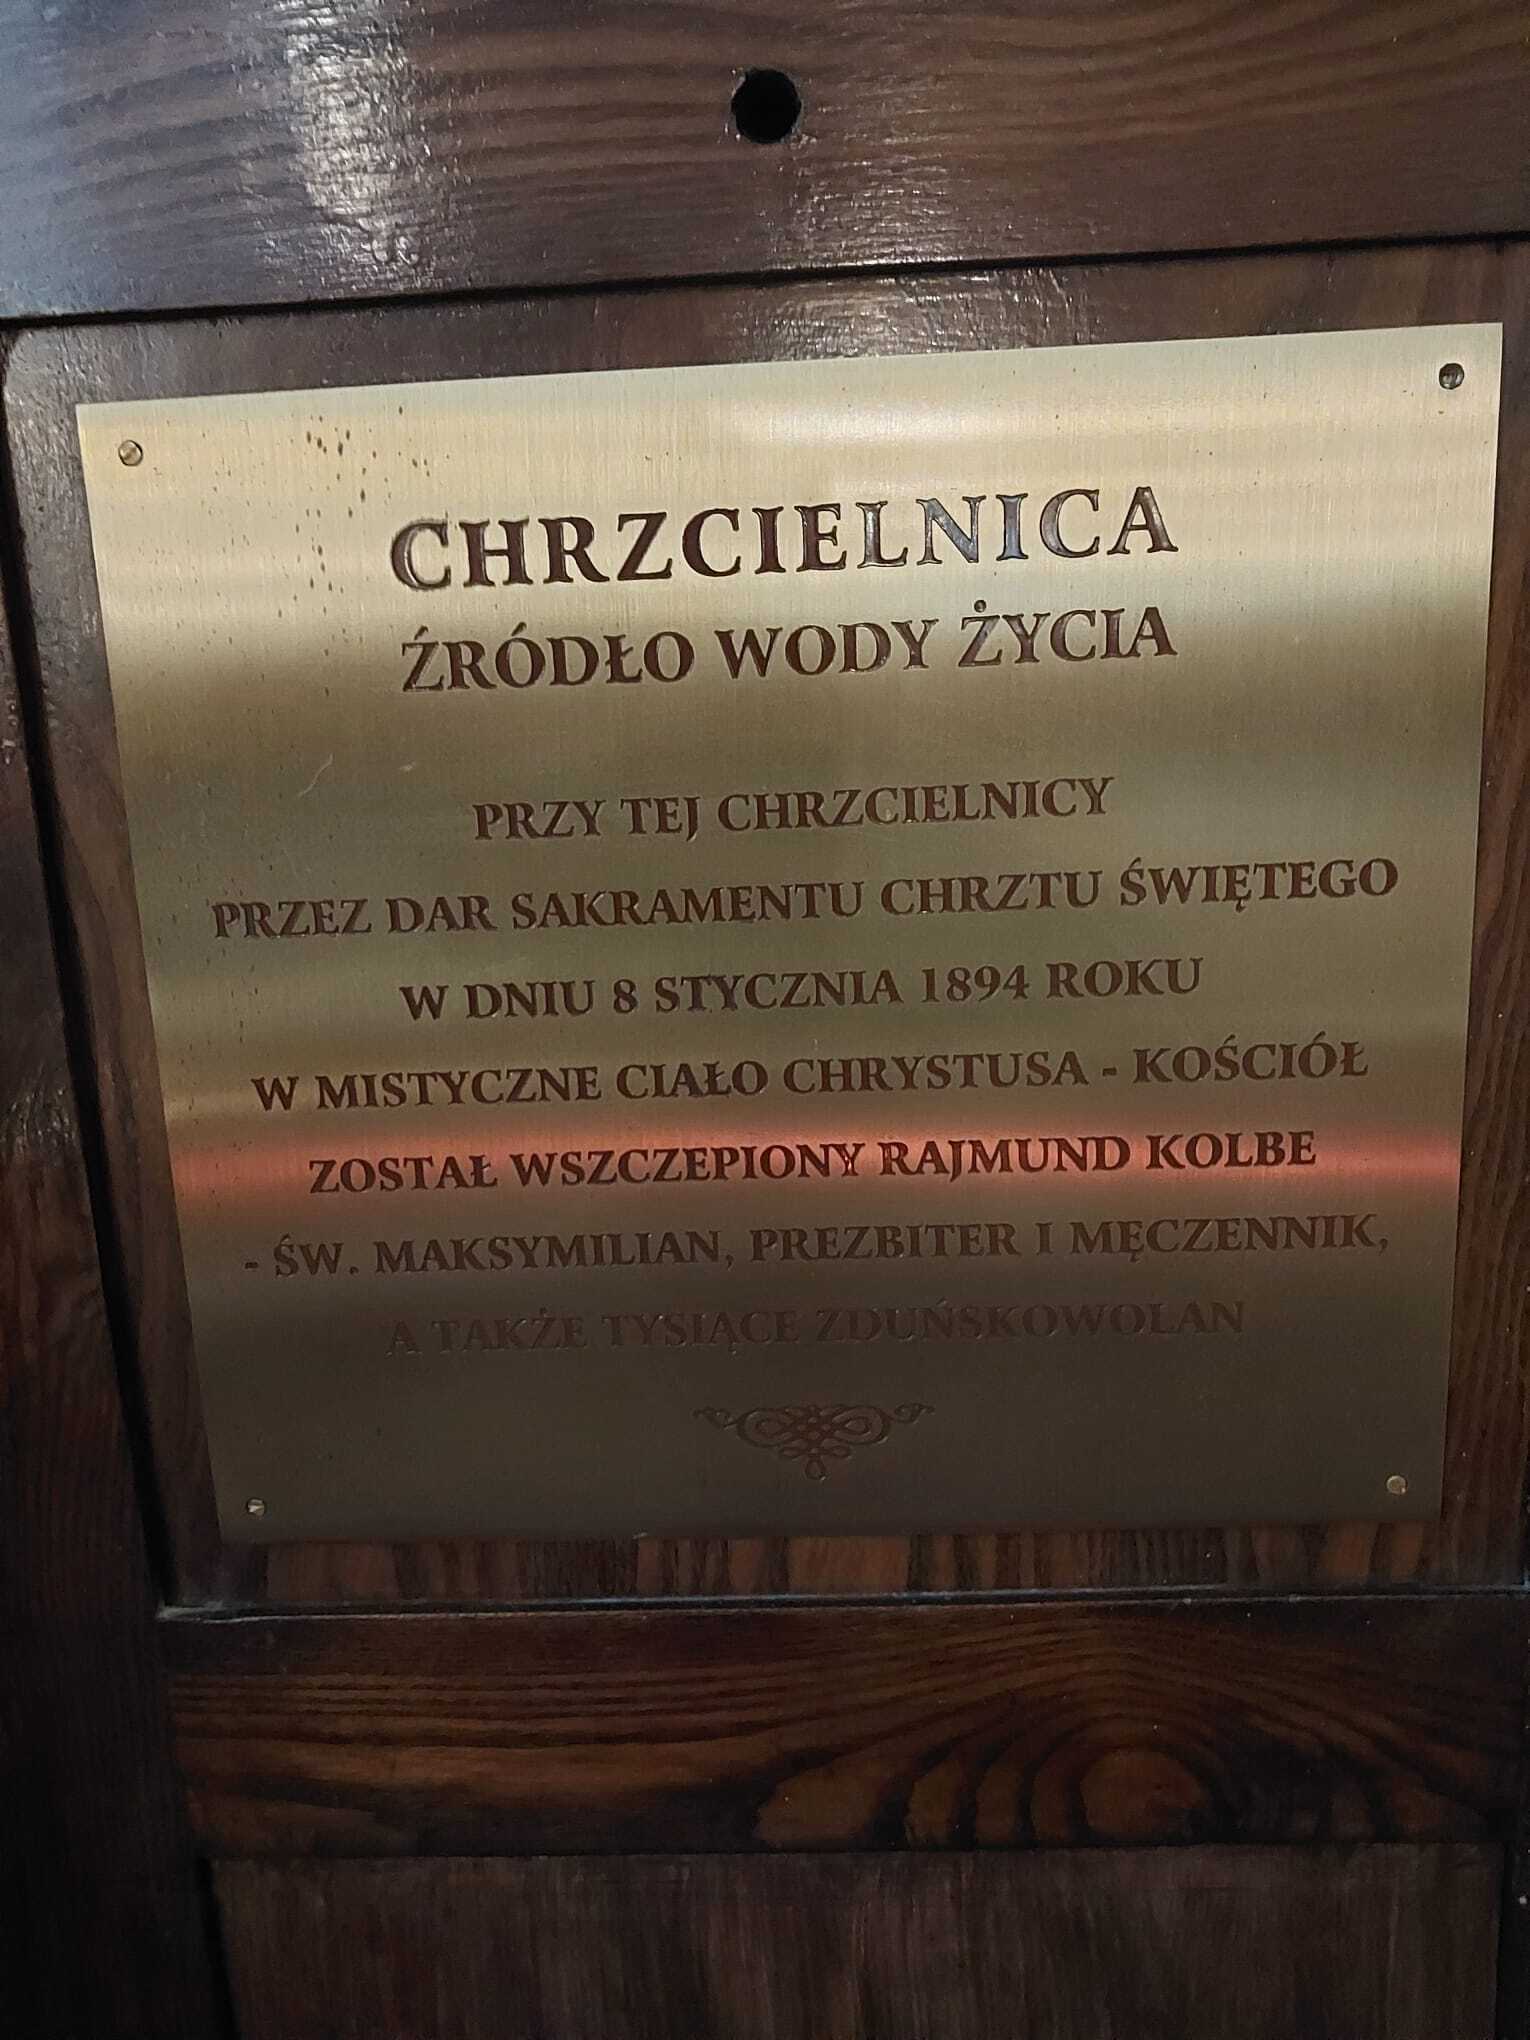 CHRZCIELNICA
ŹRÓDŁO WODY ŻYCIA
PRZY TEJ CHRZCIELNICY
PRZEZ DAR SAKRAMENTU CHRZTU ŚWIĘTEGO
W DNIU 8 STYCZNIA 1894 ROKU
W MISTYCZNE CIAŁO CHRYSTUSA - KOŚCIÓŁ
ZOSTAŁ WSZCZEPIONY RAJMUND KOLBE
- ŚW. MAKSYMILIAN, PREZBITER I MĘCZENNIK,
A TAKŻE TYSIĄCE ZDUŃSKOWOLAN